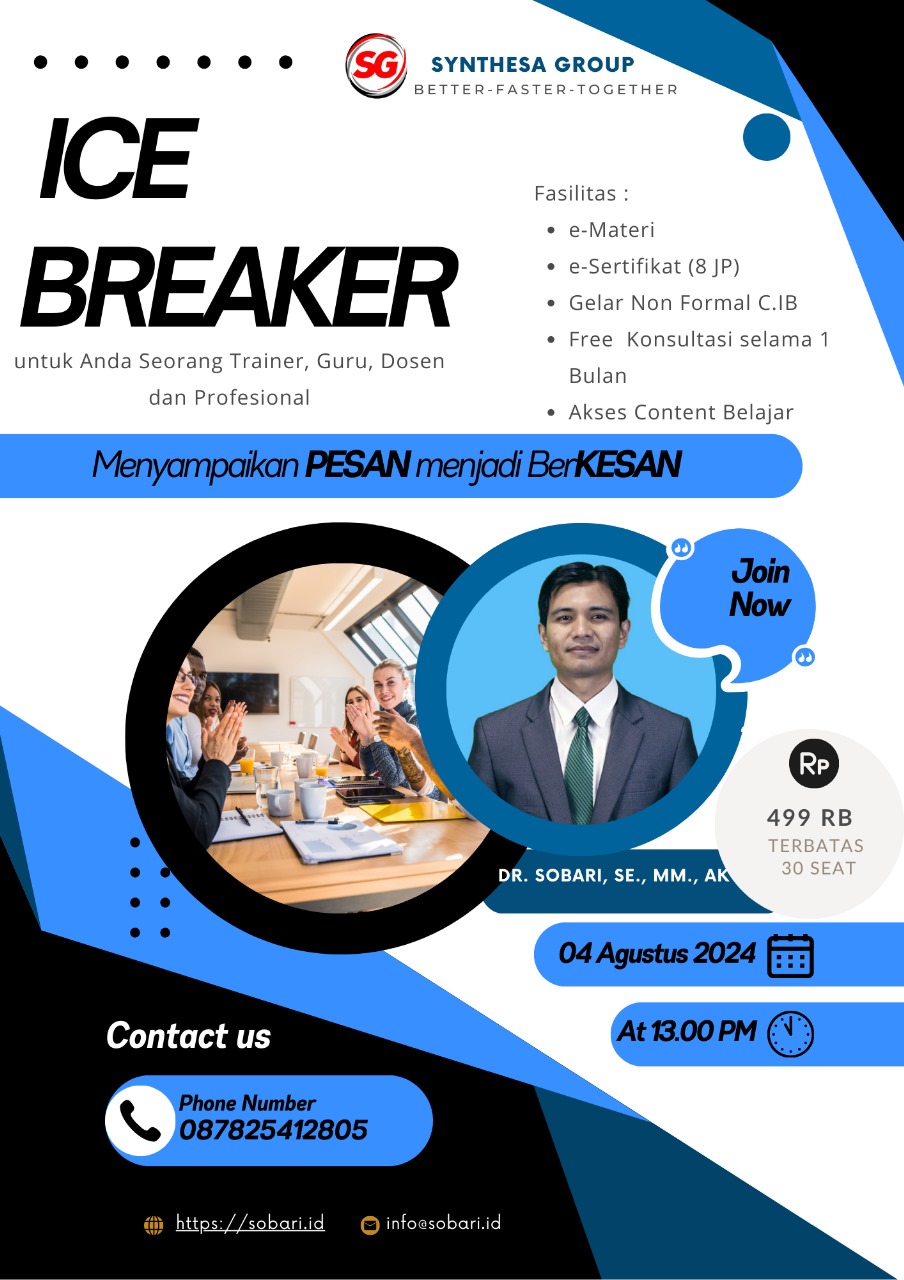 SG
SYNTHESA GROUP
BETTER-FASTER-TOGETHER
ICE
BREAKER
untuk Anda Seorang Trainer, Guru, Dosen
dan Profesional
Fasilitas :
• e-Materi
• e-Sertifikat (8 JP)
• Gelar Non Formal C.IB
• Free  Konsultasi selama 1
Bulan
• Akses Content Belajar
Menyampaikan PESAN menjadi BerKESAN
Join
Now
Rp
499 RB
TERBATAS
30 SEAT
DR. SOBARI, SE., MM., AK
04 Agustus 2024
At 13.00 PM
Contact us
Phone Number
087825412805
https://sobari.id
info@sobari.id